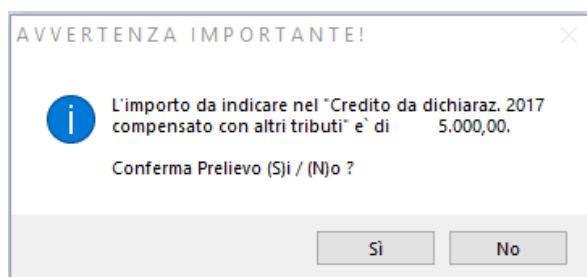 AVVERTENZA IMPORTANTE!
L'importo da indicare nel "Credito da dichiaraz. 2017
compensato con altri tributi" e` di 5.000,00.
Conferma Prelievo (S)i / (N)o ?
Sì No